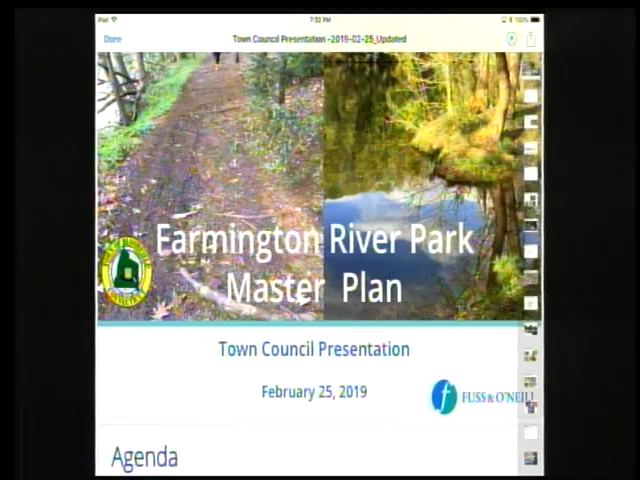 iPad
7:52 PM
100%
Done
Town Council Presentation -2019-02-25_Updated
Farmington River Park
Master Plan
Town Council Presentation
February 25, 2019
FUSS & O'NEILL
Agenda